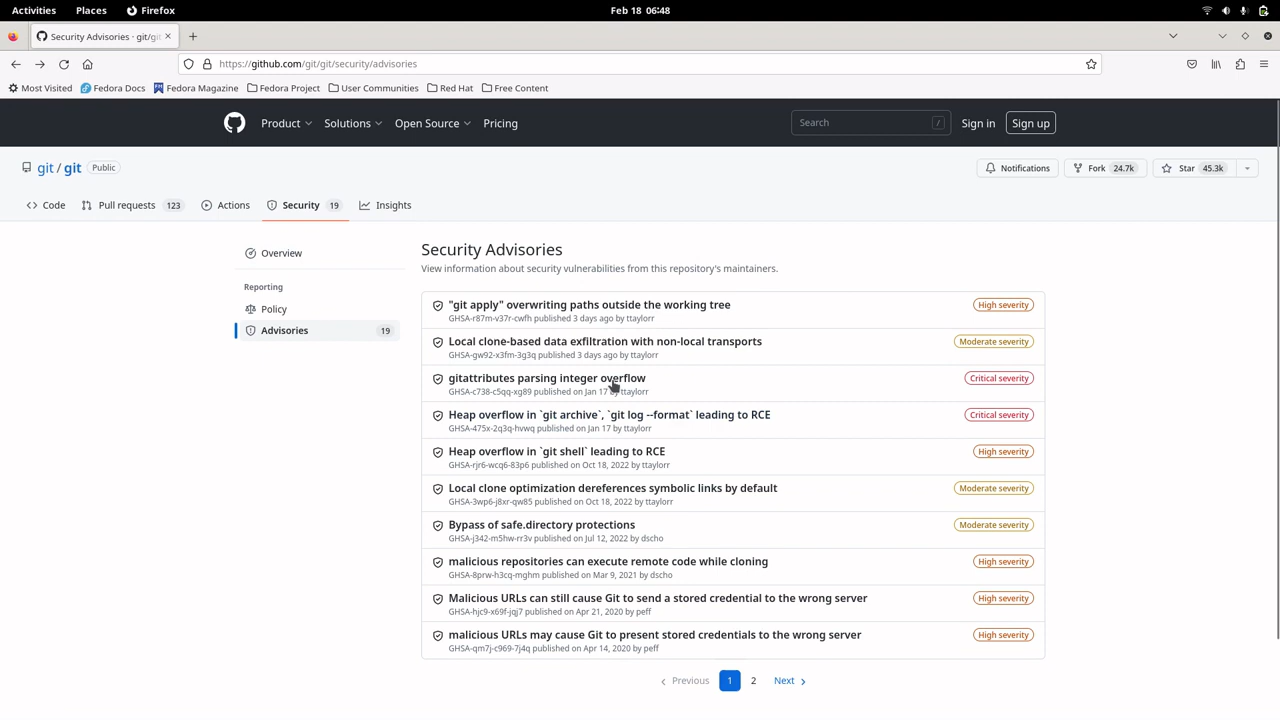 Activities Places Firefox Feb 18 06:48
Security Advisories · git/git
https://github.com/git/git/security/advisories
Most Visited Fedora Docs Fedora Magazine Fedora Project User Communities Red Hat Free Content
Product Solutions Open Source Pricing Search / Sign in Sign up
git / git Public Notifications Fork 24.7k Star 45.3k
Code Pull requests 123 Actions Security 19 Insights
Overview
Reporting
Policy
Advisories 19
Security Advisories
View information about security vulnerabilities from this repository's maintainers.
"git apply" overwriting paths outside the working tree High severity
GHSA-r87m-v37r-cwfh published 3 days ago by ttaylorr
Local clone-based data exfiltration with non-local transports Moderate severity
GHSA-gw92-x3fm-3g3q published 3 days ago by ttaylorr
gitattributes parsing integer overflow Critical severity
GHSA-c738-c5qq-xg89 published on Jan 17 by ttaylorr
Heap overflow in `git archive`, `git log --format` leading to RCE Critical severity
GHSA-475x-2q3q-hvwq published on Jan 17 by ttaylorr
Heap overflow in `git shell` leading to RCE High severity
GHSA-rjr6-wcq6-83p6 published on Oct 18, 2022 by ttaylorr
Local clone optimization dereferences symbolic links by default Moderate severity
GHSA-3wp6-j8xr-qw85 published on Oct 18, 2022 by ttaylorr
Bypass of safe.directory protections Moderate severity
GHSA-j342-m5hw-rr3v published on Jul 12, 2022 by dscho
malicious repositories can execute remote code while cloning High severity
GHSA-8prw-h3cq-mghm published on Mar 9, 2021 by dscho
Malicious URLs can still cause Git to send a stored credential to the wrong server High severity
GHSA-hjc9-x69f-jqj7 published on Apr 21, 2020 by peff
malicious URLs may cause Git to present stored credentials to the wrong server High severity
GHSA-qm7j-c969-7j4q published on Apr 14, 2020 by peff
Previous 1 2 Next